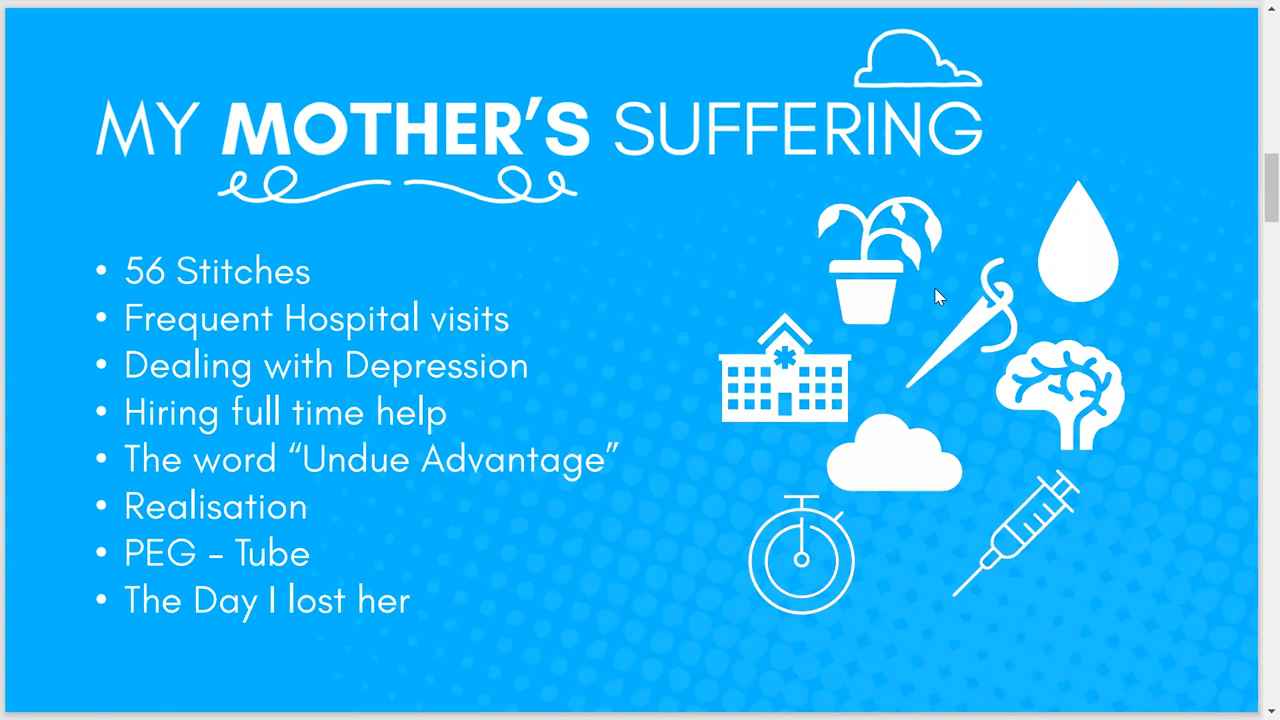 MY MOTHER’S SUFFERING
• 56 Stitches
• Frequent Hospital visits
• Dealing with Depression
• Hiring full time help
• The word “Undue Advantage”
• Realisation
• PEG - Tube
• The Day I lost her